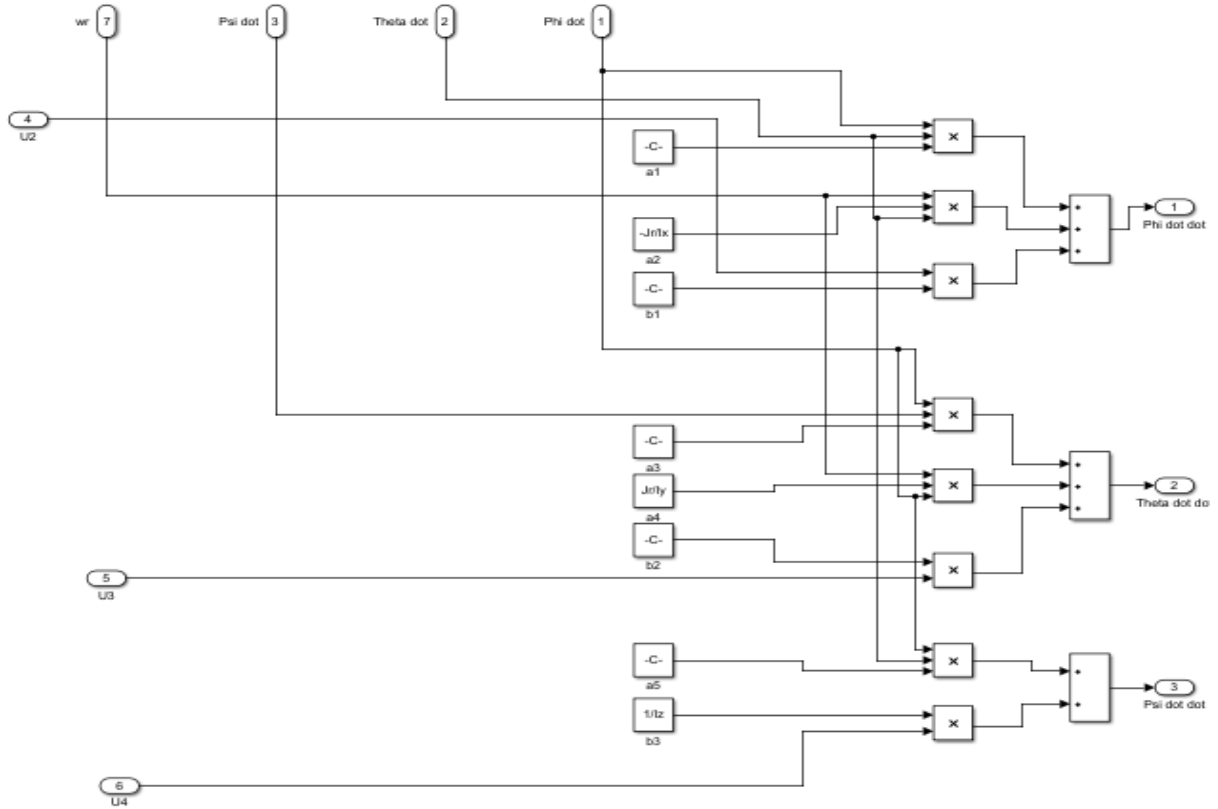 wr 7 Psi dot 3 Theta dot 2 Phi dot 1
4
U2
×
-C-
a1
×
1
Phi dot dot
-Jr/Ix
a2
×
-C-
b1
×
-C-
a3
Jr/Iy
a4
×
2
Theta dot do
-C-
b2
×
5
U3
-C-
a5
×
3
Psi dot dot
1/Iz
b3
×
6
U4